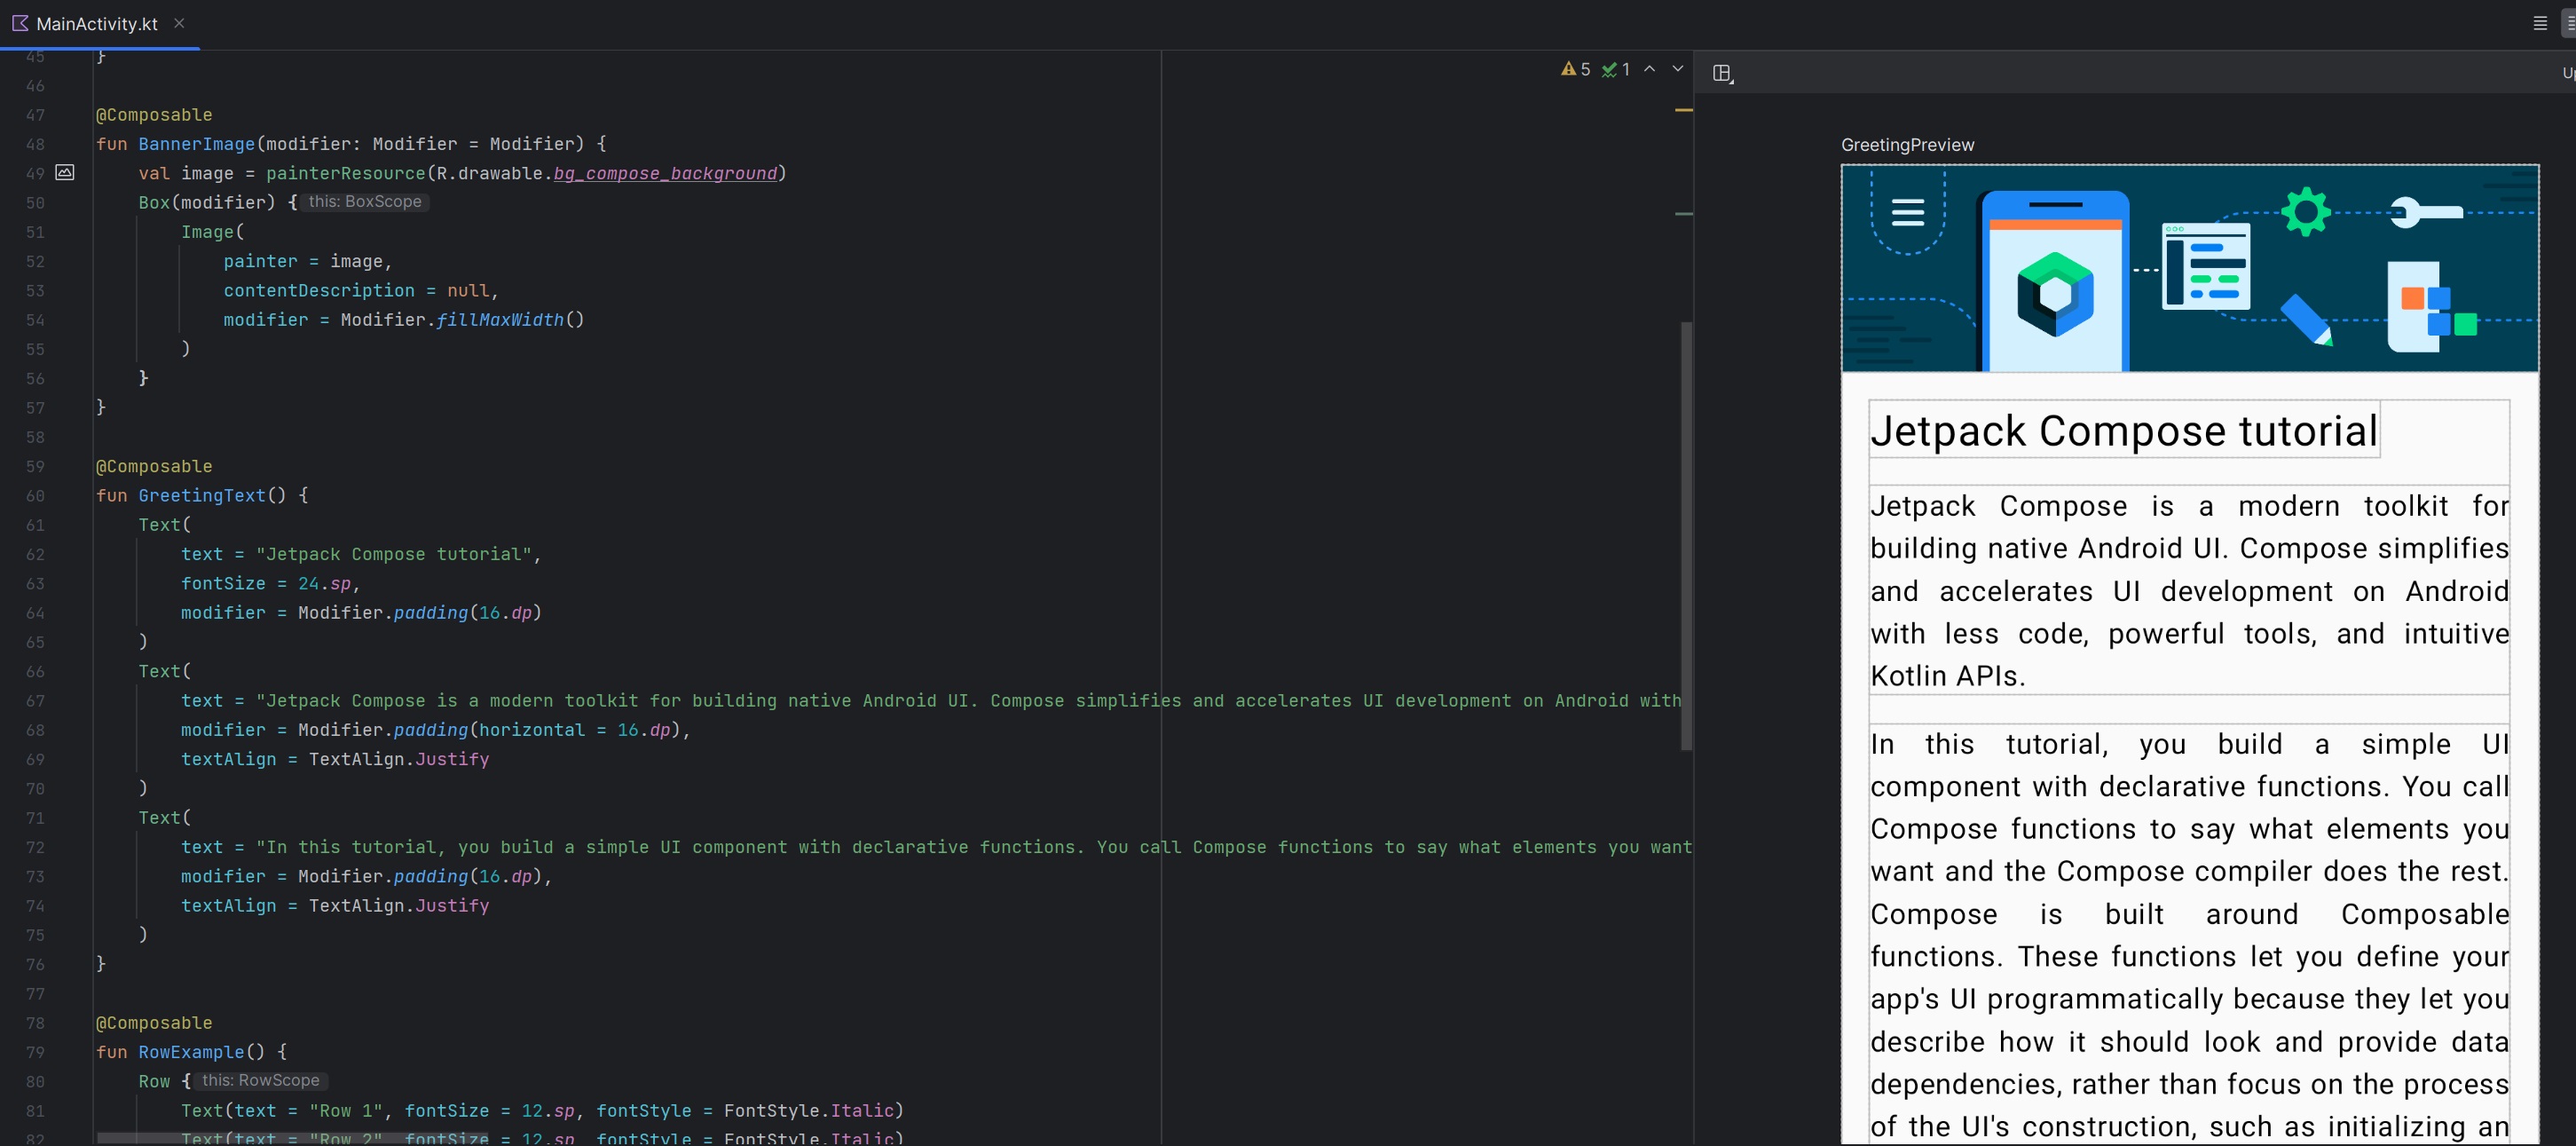 MainActivity.kt
45 }
46
47 @Composable
48 fun BannerImage(modifier: Modifier = Modifier) {
49 val image = painterResource(R.drawable.bg_compose_background)
50 Box(modifier) { this: BoxScope
51 Image(
52 painter = image,
53 contentDescription = null,
54 modifier = Modifier.fillMaxWidth()
55 )
56 }
57 }
58
59 @Composable
60 fun GreetingText() {
61 Text(
62 text = "Jetpack Compose tutorial",
63 fontSize = 24.sp,
64 modifier = Modifier.padding(16.dp)
65 )
66 Text(
67 text = "Jetpack Compose is a modern toolkit for building native Android UI. Compose simplifies and accelerates UI development on Android with
68 modifier = Modifier.padding(horizontal = 16.dp),
69 textAlign = TextAlign.Justify
70 )
71 Text(
72 text = "In this tutorial, you build a simple UI component with declarative functions. You call Compose functions to say what elements you want
73 modifier = Modifier.padding(16.dp),
74 textAlign = TextAlign.Justify
75 )
76 }
77
78 @Composable
79 fun RowExample() {
80 Row { this: RowScope
81 Text(text = "Row 1", fontSize = 12.sp, fontStyle = FontStyle.Italic)
82 Text(text = "Row 2", fontSize = 12.sp, fontStyle = FontStyle.Italic)
5 1
Up
GreetingPreview
Jetpack Compose tutorial
Jetpack Compose is a modern toolkit for
building native Android UI. Compose simplifies
and accelerates UI development on Android
with less code, powerful tools, and intuitive
Kotlin APIs.
In this tutorial, you build a simple UI
component with declarative functions. You call
Compose functions to say what elements you
want and the Compose compiler does the rest.
Compose is built around Composable
functions. These functions let you define your
app's UI programmatically because they let you
describe how it should look and provide data
dependencies, rather than focus on the process
of the UI's construction, such as initializing an